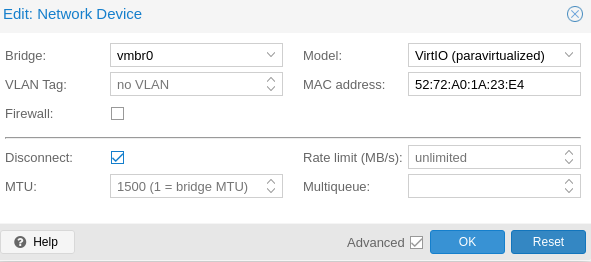 Edit: Network Device
Bridge: vmbr0 Model: VirtIO (paravirtualized)
VLAN Tag: no VLAN MAC address: 52:72:A0:1A:23:E4
Firewall:
Disconnect: Rate limit (MB/s): unlimited
MTU: 1500 (1 = bridge MTU) Multiqueue:
Help Advanced OK Reset